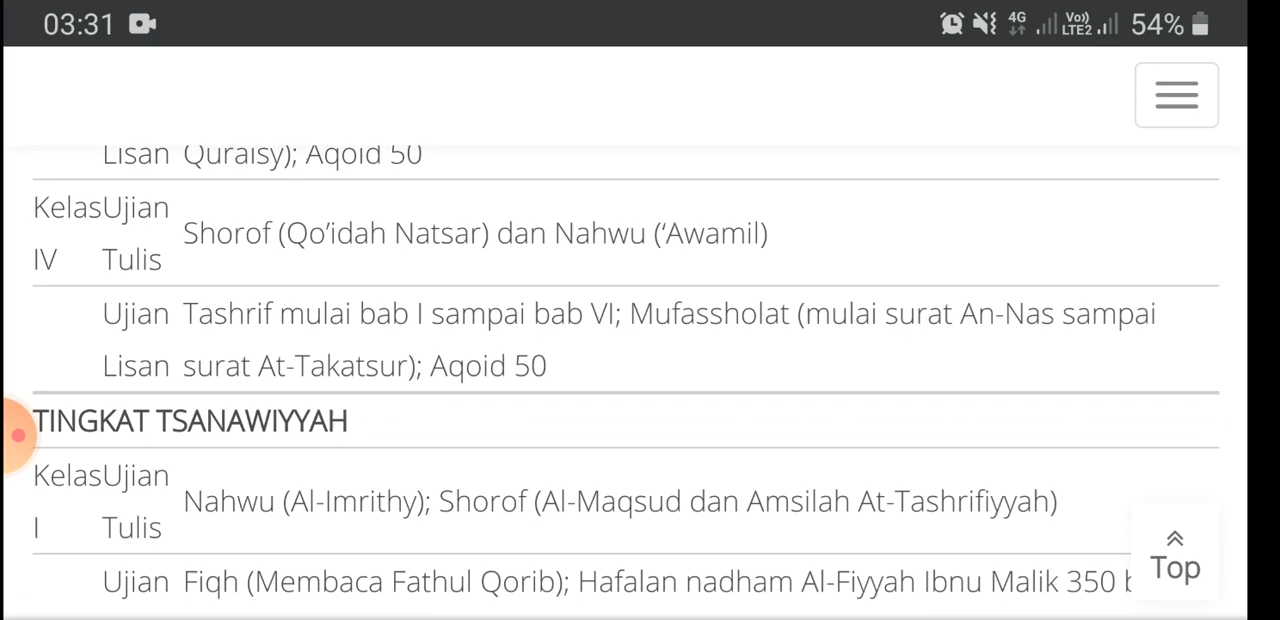 03:31
4G Vo)) LTE2 54%
Lisan Quraisy); Aqoid 50
Kelas Ujian
Shorof (Qo’idah Natsar) dan Nahwu (‘Awamil)
IV Tulis
Ujian Tashrif mulai bab I sampai bab VI; Mufassholat (mulai surat An-Nas sampai
Lisan surat At-Takatsur); Aqoid 50
TINGKAT TSANAWIYYAH
Kelas Ujian
Nahwu (Al-Imrithy); Shorof (Al-Maqsud dan Amsilah At-Tashrifiyyah)
I Tulis
Ujian Fiqh (Membaca Fathul Qorib); Hafalan nadham Al-Fiyyah Ibnu Malik 350
Top